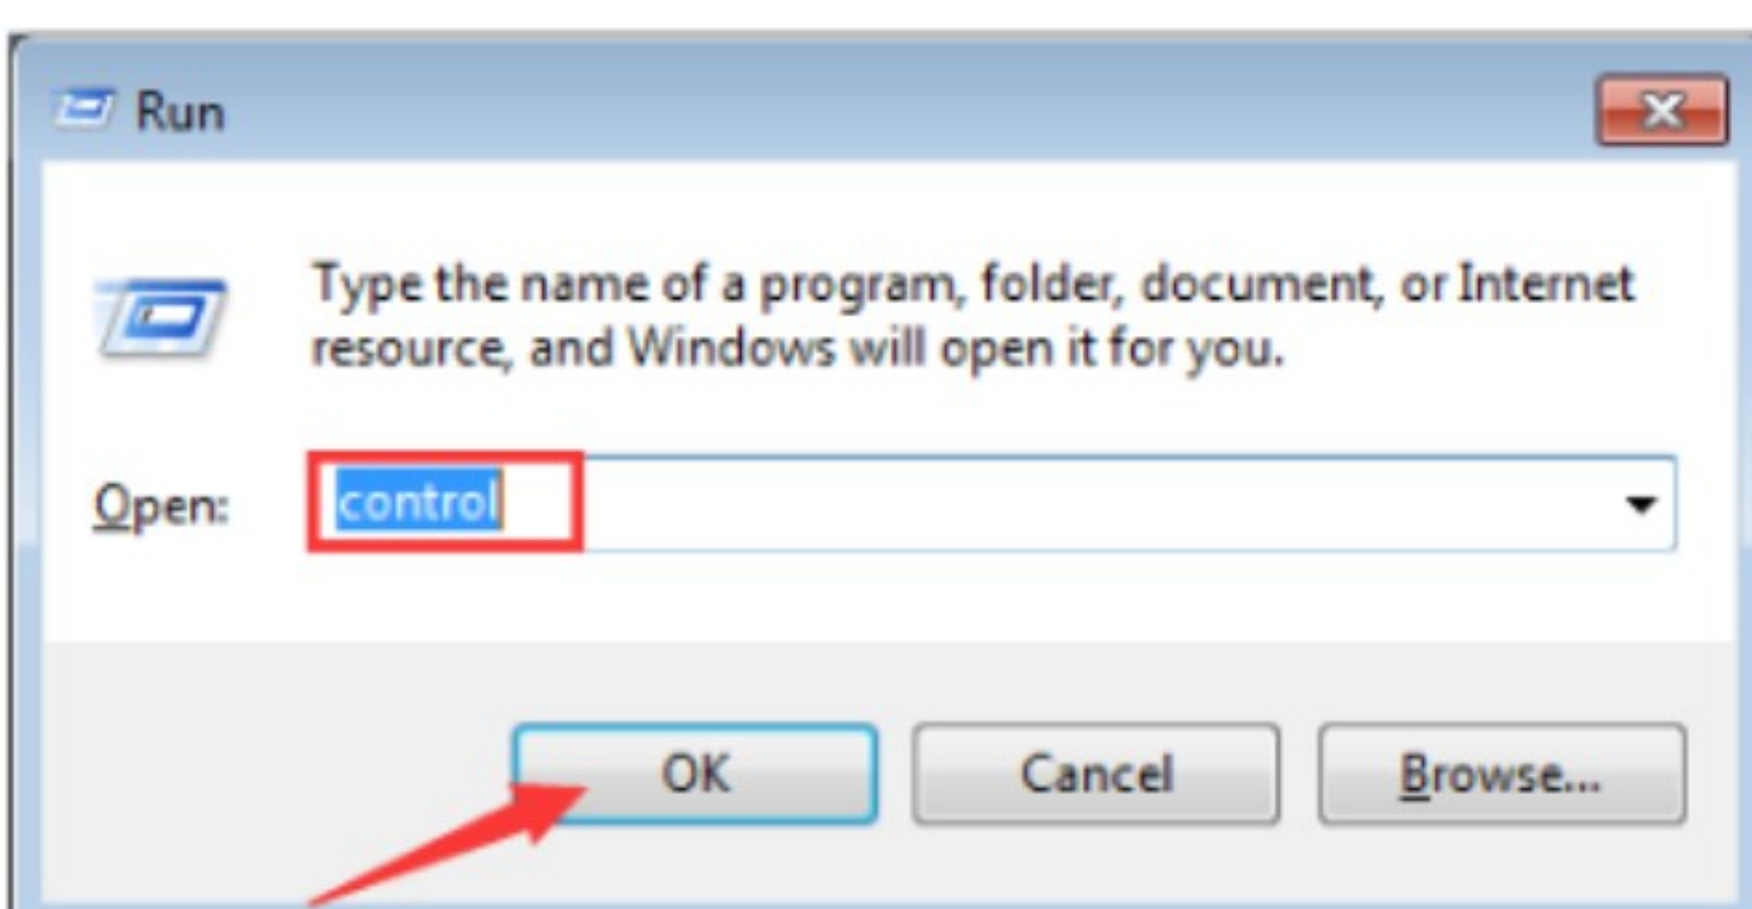 Run
Type the name of a program, folder, document, or Internet
resource, and Windows will open it for you.
Open: control
OK Cancel Browse...